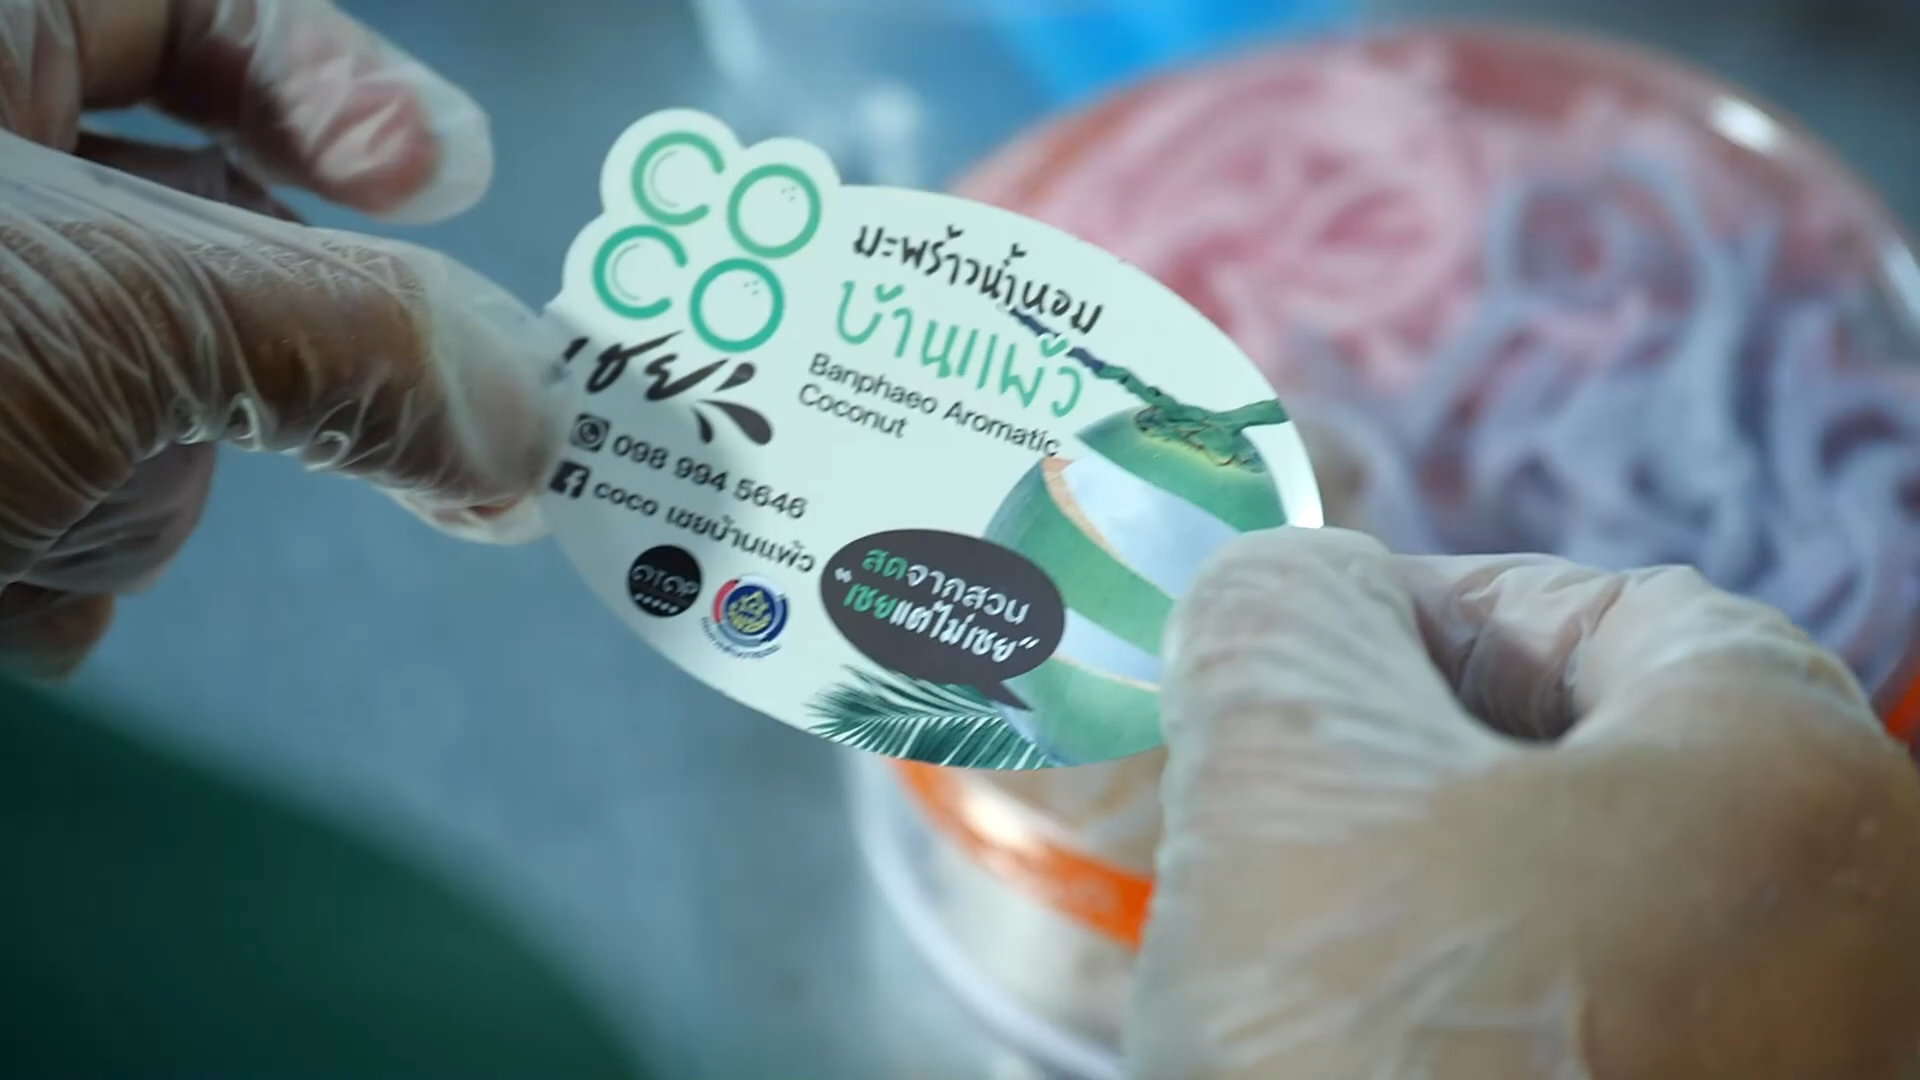 CO
CO
เชย
098 994 5646
coco เชยบ้านแพ้ว
OTOP
มะพร้าวน้ำหอม
บ้านแพ้ว
Banphaeo Aromatic
Coconut
สดจากสวน
“เชยแต่ไม่เชย”